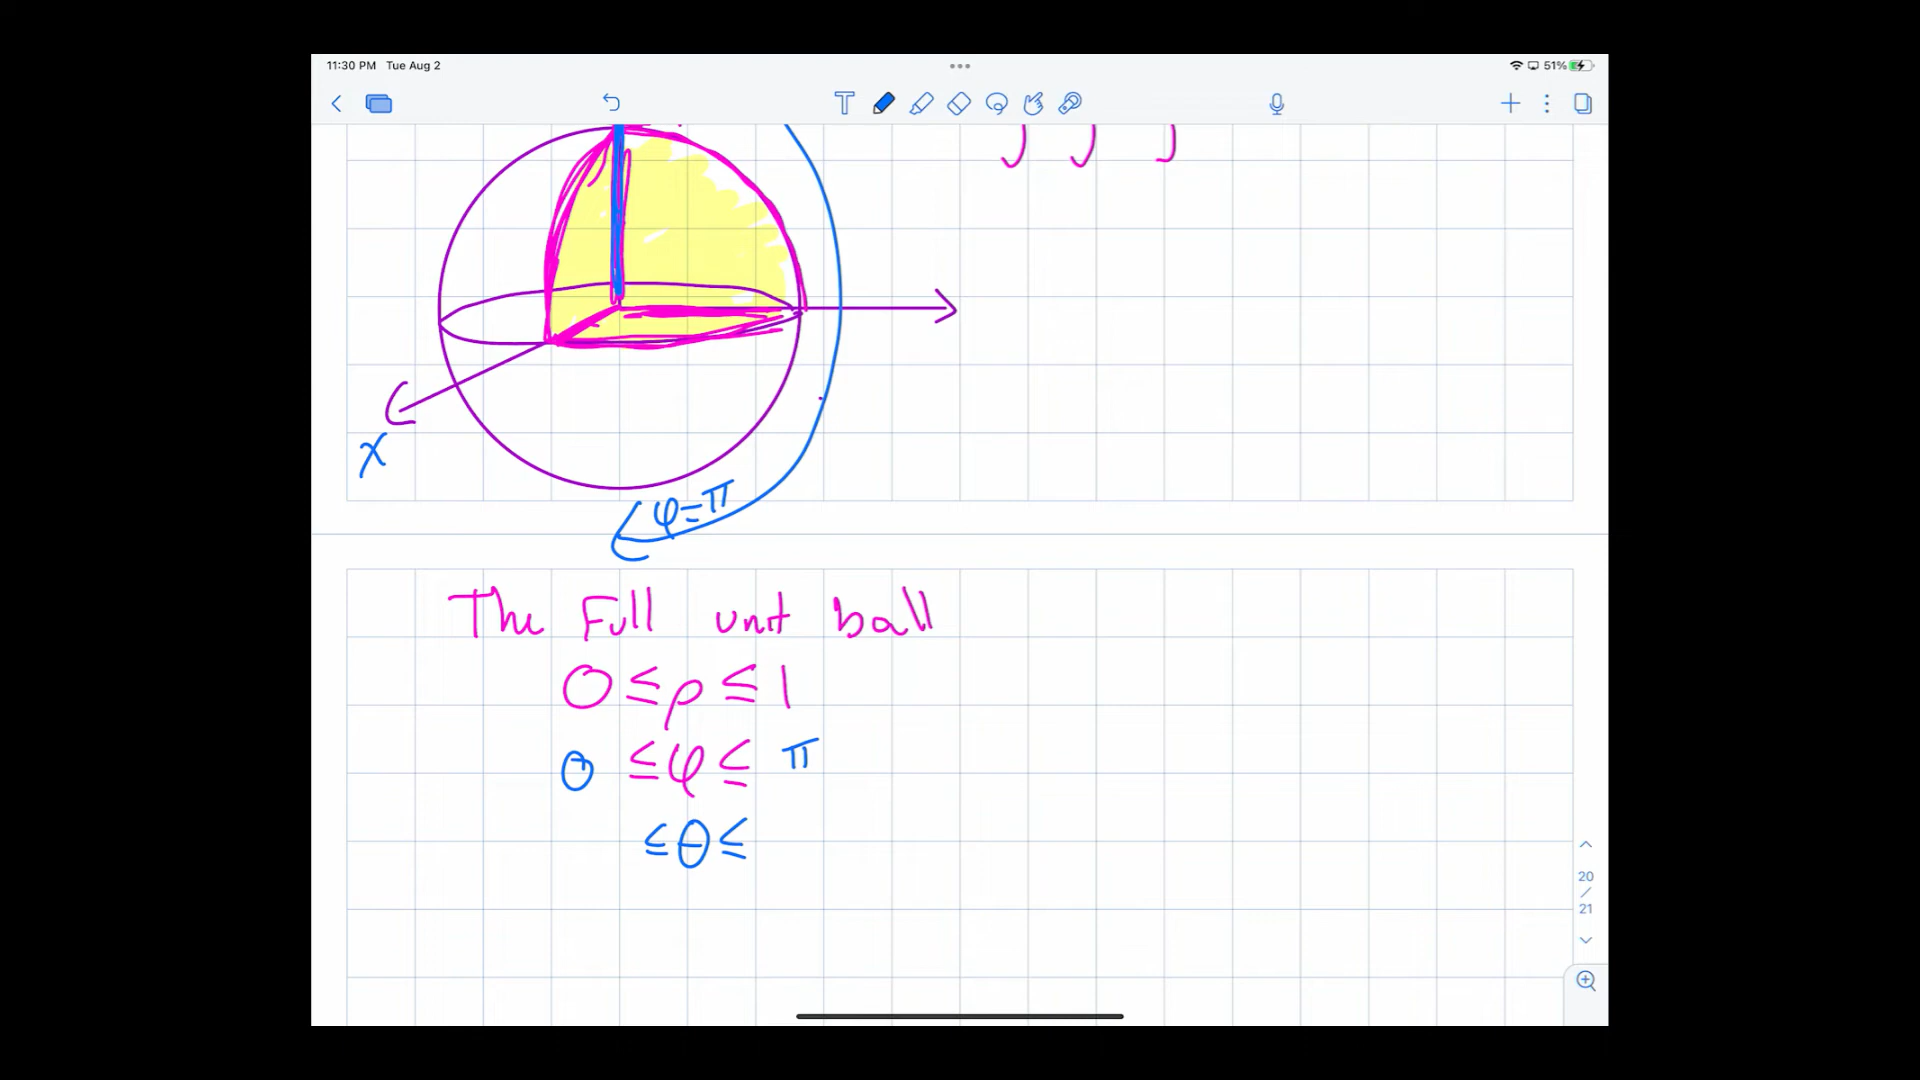 11:30 PM Tue Aug 2
51%
T
x
φ=π
The Full unit ball
0 ≤ ρ ≤ 1
0 ≤ φ ≤ π
≤ θ ≤
20
/
21